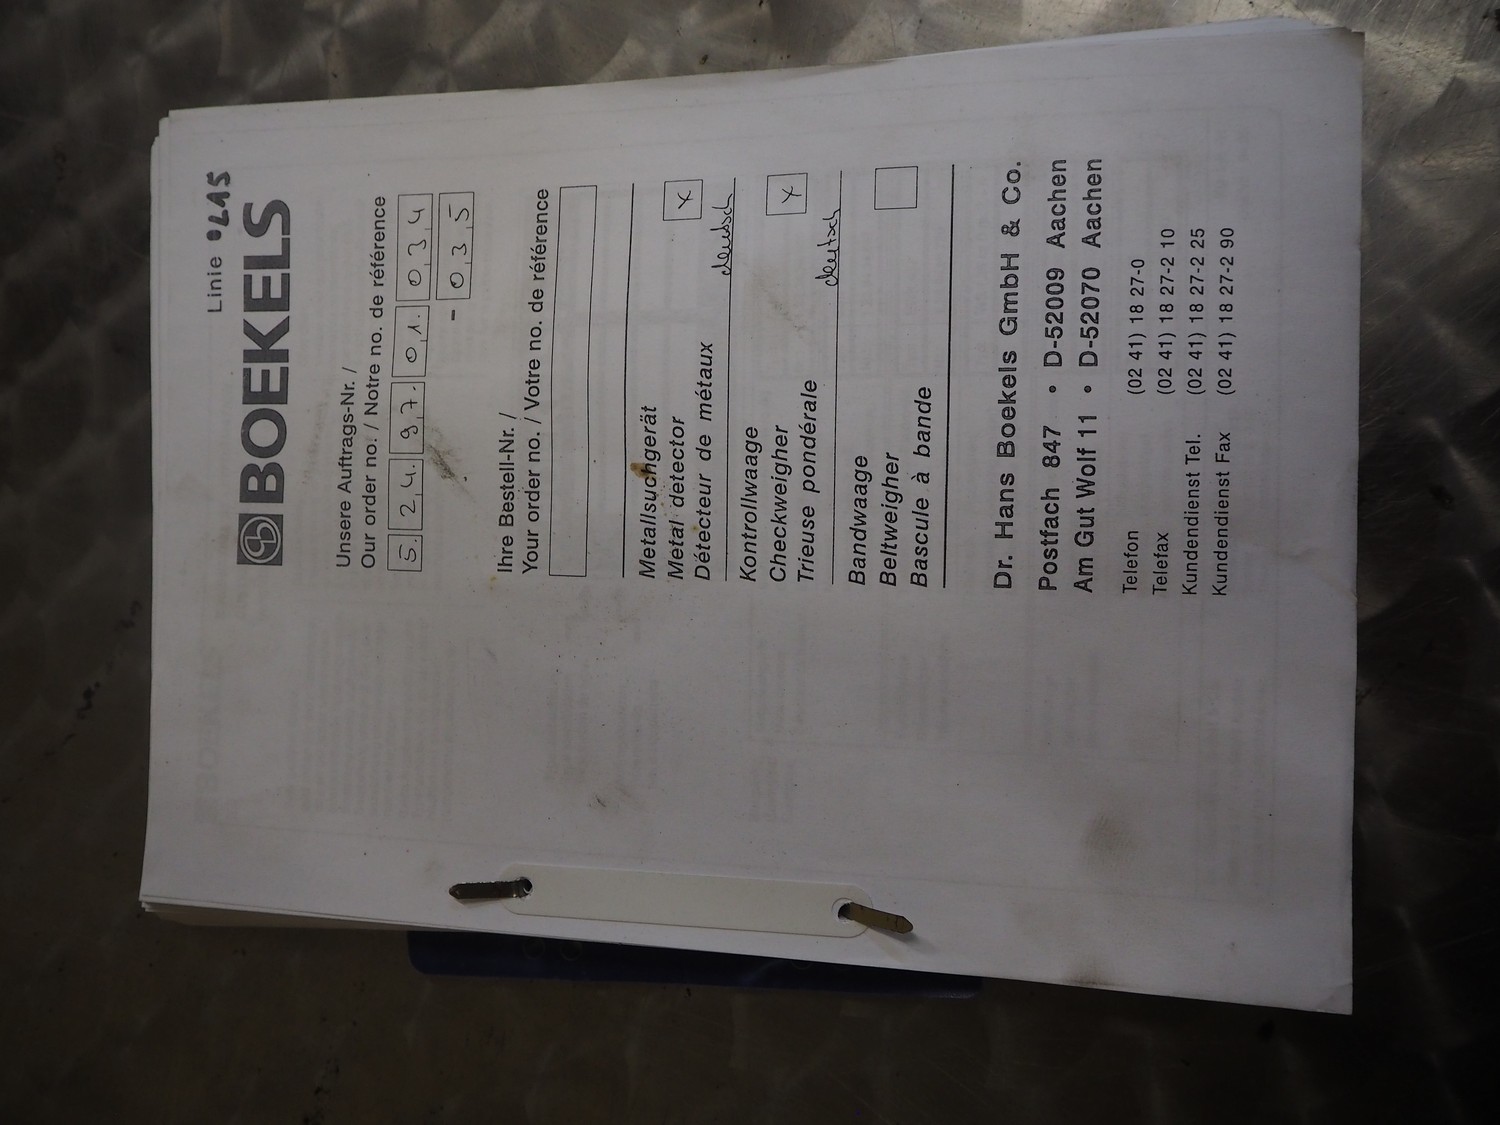 Linie
BOEKELS
Unsere Auftrags-Nr. /
Our order no. / Notre no. de référence
5. 2,4. 9,7. 0,1. 0,3,4
- 0,3,5
Ihre Bestell-Nr. /
Your order no. / Votre no. de référence
Metallsuchgerät
Metal detector x
Détecteur de métaux deutsch
Kontrollwaage
Checkweigher x
Trieuse pondérale deutsch
Bandwaage
Beltweigher
Bascule à bande
Dr. Hans Boekels GmbH & Co.
Postfach 847 • D-52009 Aachen
Am Gut Wolf 11 • D-52070 Aachen
Telefon (02 41) 18 27-0
Telefax (02 41) 18 27-2 10
Kundendienst Tel. (02 41) 18 27-2 25
Kundendienst Fax (02 41) 18 27-2 90